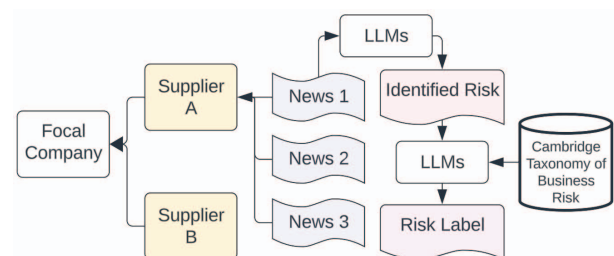 LLMs
Supplier
A
News 1
Identified Risk
Focal
Company
News 2
LLMs
Cambridge
Taxonomy of
Business
Risk
Supplier
B
News 3
Risk Label